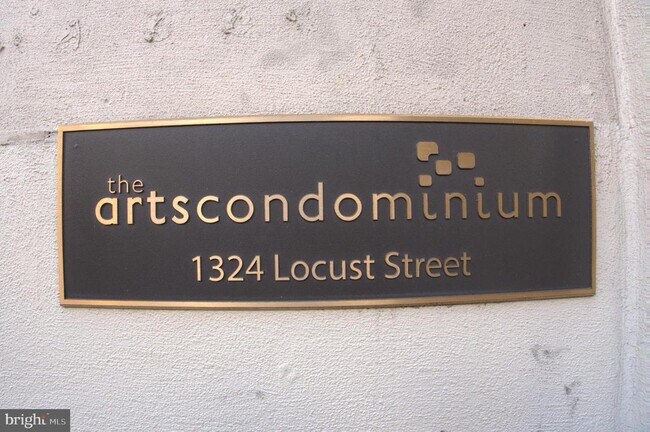 the
artscondominium
1324 Locust Street
bright MLS